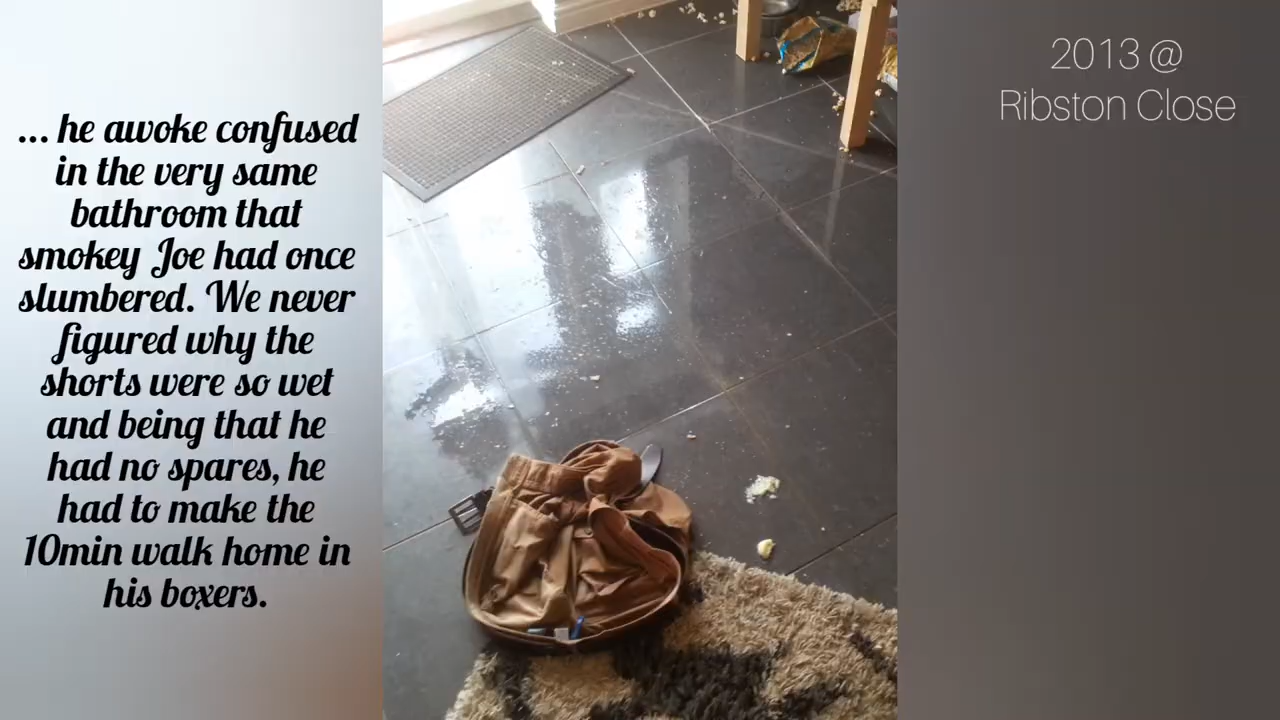 ... he awoke confused
in the very same
bathroom that
smokey Joe had once
slumbered. We never
figured why the
shorts were so wet
and being that he
had no spares, he
had to make the
10min walk home in
his boxers.
2013 @
Ribston Close